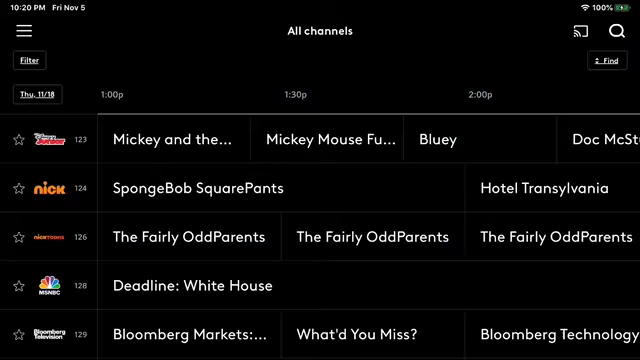 10:20 PM Fri Nov 5 100%
All channels
Filter Find
Thu, 11/18 1:00p 1:30p 2:00p
Junior 123 Mickey and the... Mickey Mouse Fu... Bluey Doc McStu
nick 124 SpongeBob SquarePants Hotel Transylvania
nicktoons 126 The Fairly OddParents The Fairly OddParents The Fairly OddParents
MSNBC 128 Deadline: White House
Bloomberg Television 129 Bloomberg Markets:... What'd You Miss? Bloomberg Technology